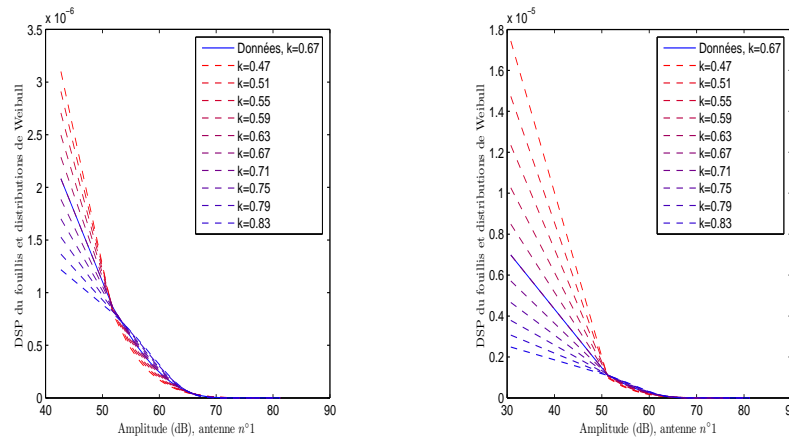 x 10⁻⁶
3.5
3
2.5
2
1.5
1
0.5
0
40
50
60
70
80
90
DSP du fouillis et distributions de Weibull
Amplitude (dB), antenne n°1
Données, k=0.67
k=0.47
k=0.51
k=0.55
k=0.59
k=0.63
k=0.67
k=0.71
k=0.75
k=0.79
k=0.83
x 10⁻⁵
1.8
1.6
1.4
1.2
1
0.8
0.6
0.4
0.2
0
30
40
50
60
70
80
90
DSP du fouillis et distributions de Weibull
Amplitude (dB), antenne n°1
Données, k=0.67
k=0.47
k=0.51
k=0.55
k=0.59
k=0.63
k=0.67
k=0.71
k=0.75
k=0.79
k=0.83